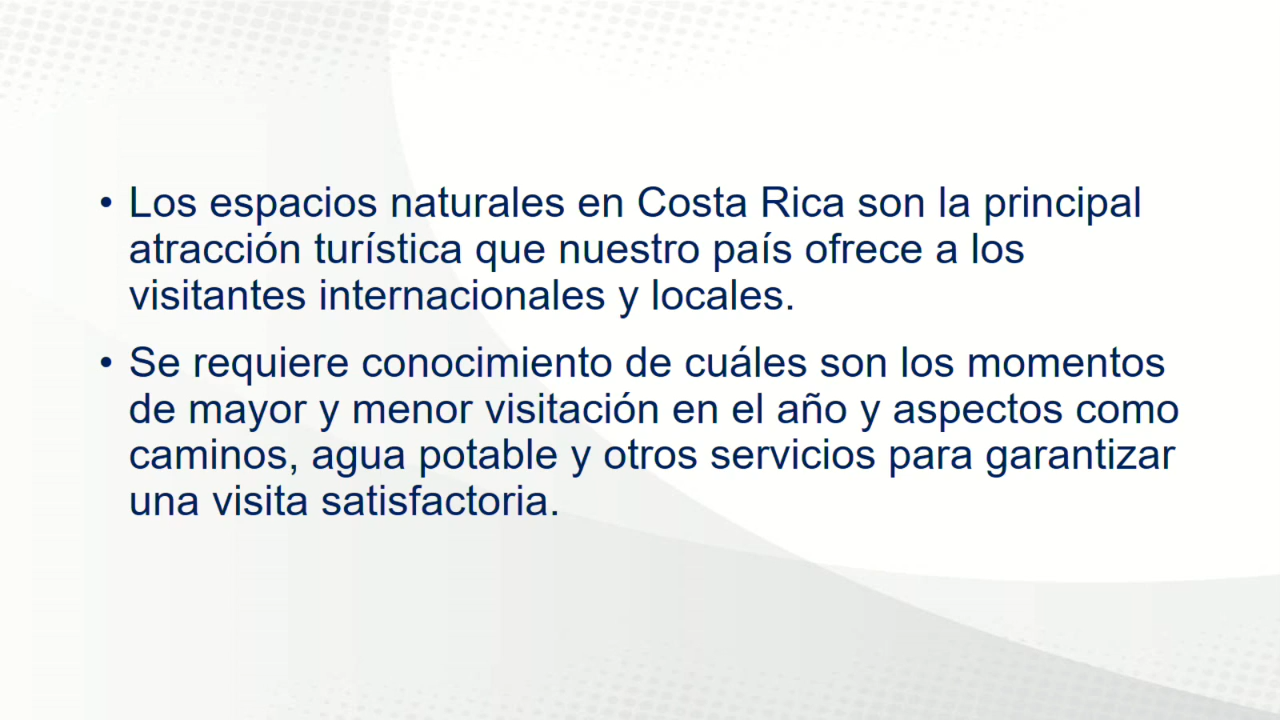 • Los espacios naturales en Costa Rica son la principal
atracción turística que nuestro país ofrece a los
visitantes internacionales y locales.
• Se requiere conocimiento de cuáles son los momentos
de mayor y menor visitación en el año y aspectos como
caminos, agua potable y otros servicios para garantizar
una visita satisfactoria.